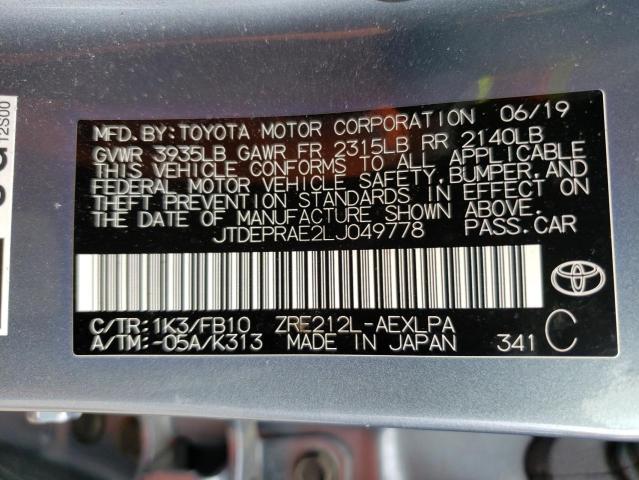 MFD.BY:TOYOTA MOTOR CORPORATION 06/19
GVWR 3935LB GAWR FR 2315LB RR 2140LB
THIS VEHICLE CONFORMS TO ALL APPLICABLE
FEDERAL MOTOR VEHICLE SAFETY,BUMPER,AND
THEFT PREVENTION STANDARDS IN EFFECT ON
THE DATE OF MANUFACTURE SHOWN ABOVE.
JTDEPRAE2LJ049778 PASS.CAR
C/TR:1K3/FB10 ZRE212L-AEXLPA
A/TM:-05A/K313 MADE IN JAPAN 341 C
12S00